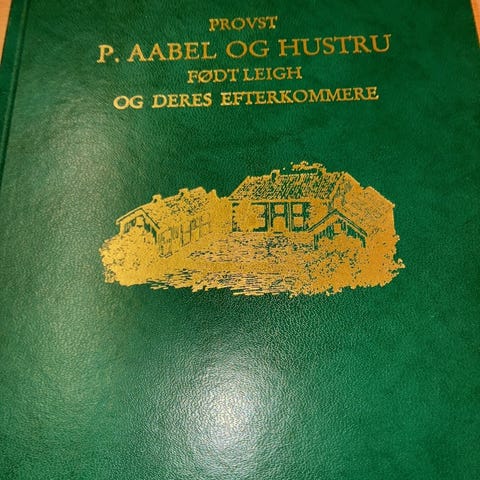 PROVST
P. AABEL OG HUSTRU
FØDT LEIGH
OG DERES EFTERKOMMERE